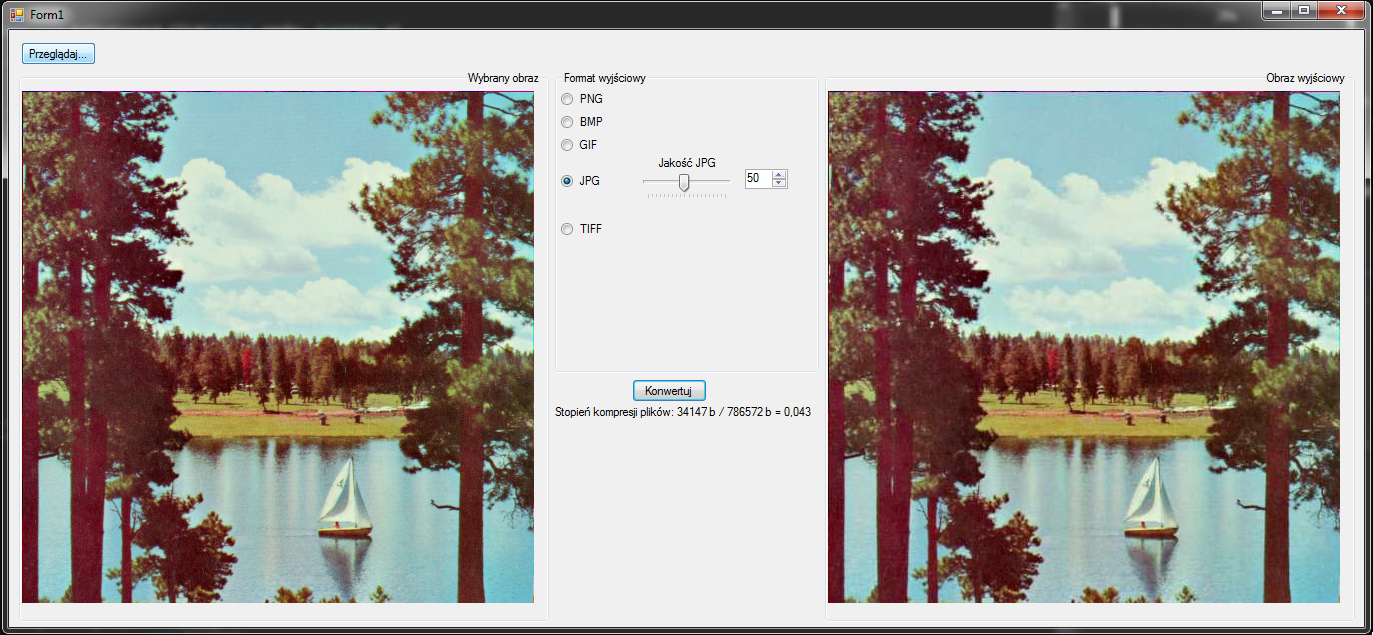 Form1
Przeglądaj...
Wybrany obraz
Format wyjściowy
PNG
BMP
GIF
Jakość JPG
JPG
50
TIFF
Konwertuj
Stopień kompresji plików: 34147 b / 786572 b = 0,043
Obraz wyjściowy